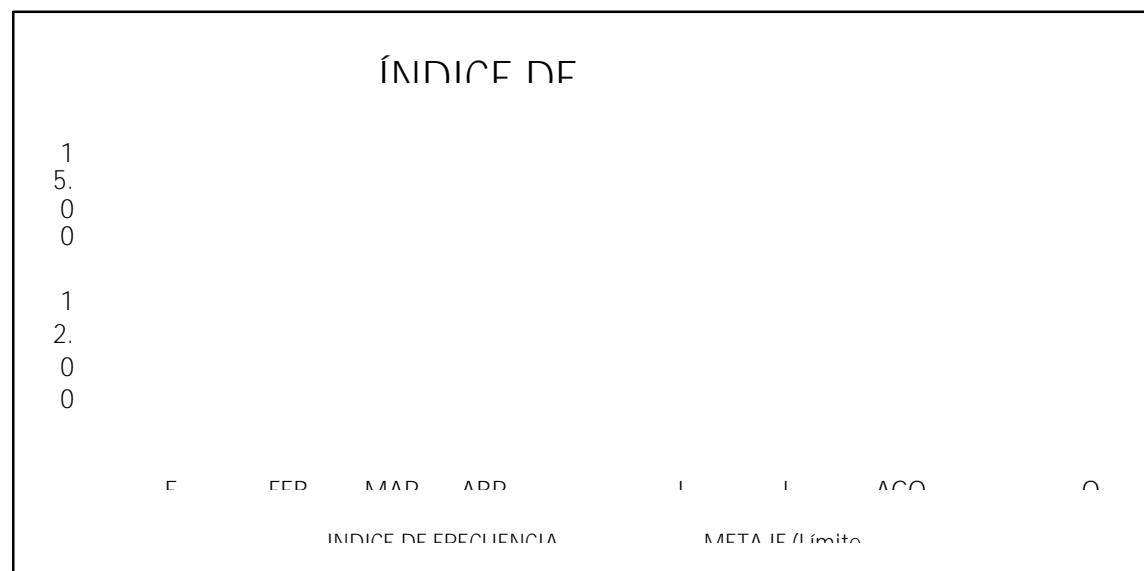 ÍNDICE DE
1
5.
0
0
1
2.
0
0
E FEB MAR ABR J J AGO O
INDICE DE FRECUENCIA META IF (Límite